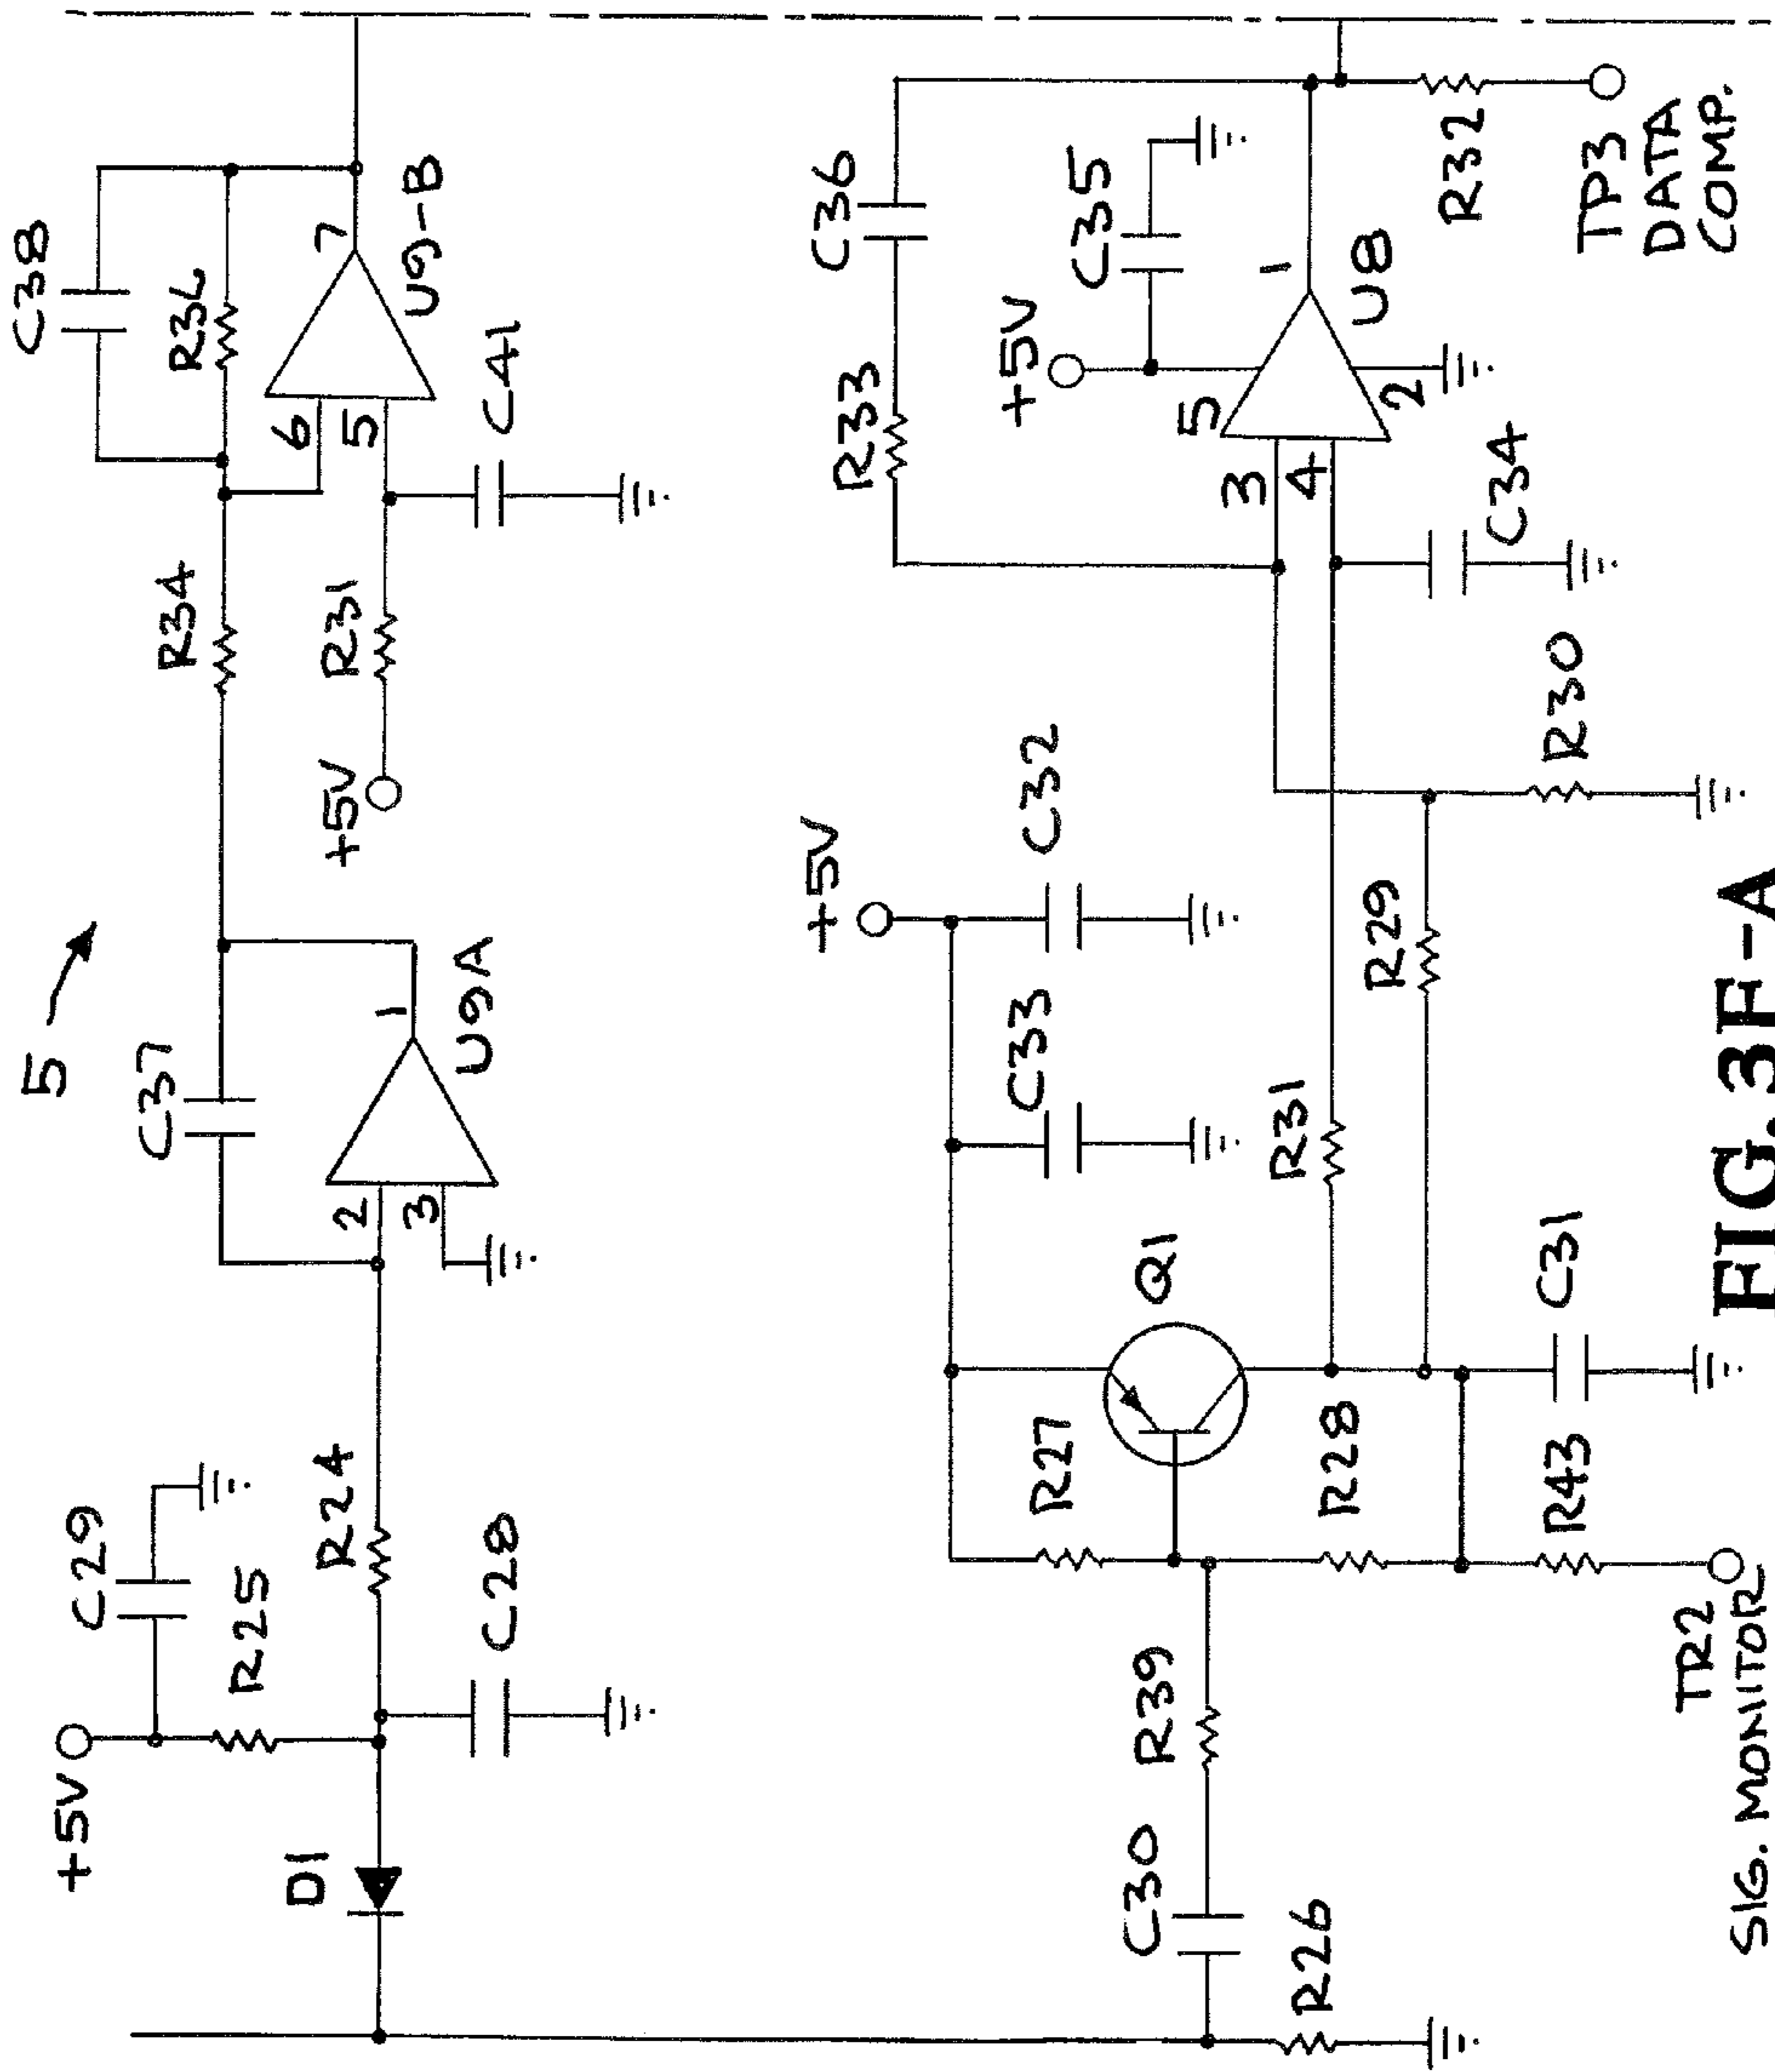 5
+5V
C29
R25
D1
R24
C28
C37
2
3
1
U9A
R34
C38
R36
6
5
7
U9-B
R31
+5V
C41
C30
R39
R26
R27
Q1
R28
R43
C31
TR2
SIG. MONITOR
+5V
C33
C32
R31
R29
R30
C34
R33
C36
+5V
C35
3
4
5
2
1
U8
R32
TP3
DATA
COMP.
FIG.3F-A